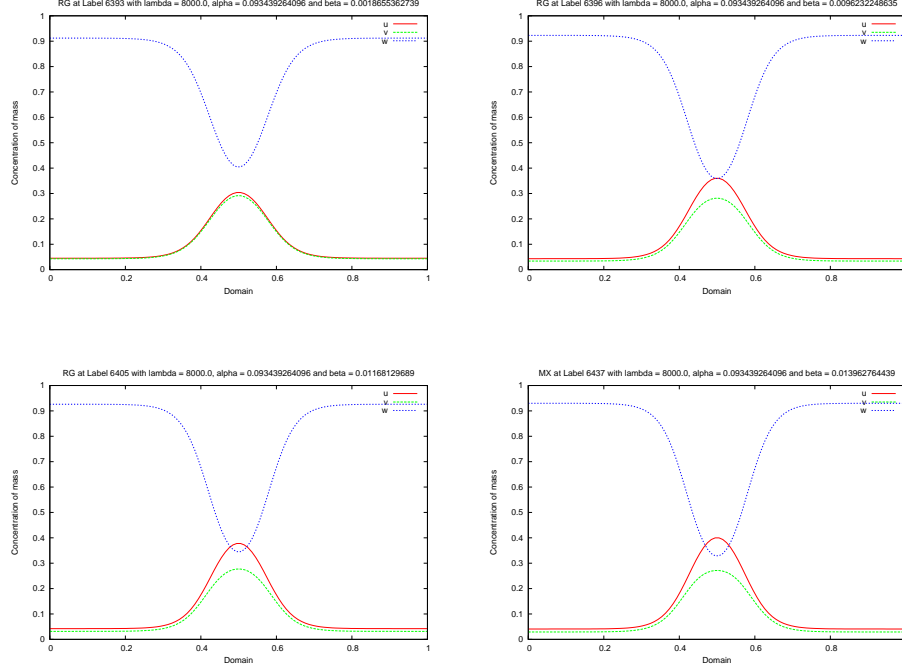 RG at Label 6393 with lambda = 8000.0, alpha = 0.093439264096 and beta = 0.0018655362739
1
0.9
0.8
0.7
0.6
0.5
0.4
0.3
0.2
0.1
0
0 0.2 0.4 0.6 0.8 1
Concentration of mass
Domain
u
v
w
RG at Label 6396 with lambda = 8000.0, alpha = 0.093439264096 and beta = 0.0096232248635
1
0.9
0.8
0.7
0.6
0.5
0.4
0.3
0.2
0.1
0
0 0.2 0.4 0.6 0.8
Concentration of mass
Domain
u
v
w
RG at Label 6405 with lambda = 8000.0, alpha = 0.093439264096 and beta = 0.01168129689
1
0.9
0.8
0.7
0.6
0.5
0.4
0.3
0.2
0.1
0
0 0.2 0.4 0.6 0.8 1
Concentration of mass
Domain
u
v
w
MX at Label 6437 with lambda = 8000.0, alpha = 0.093439264096 and beta = 0.013962764439
1
0.9
0.8
0.7
0.6
0.5
0.4
0.3
0.2
0.1
0
0 0.2 0.4 0.6 0.8
Concentration of mass
Domain
u
v
w